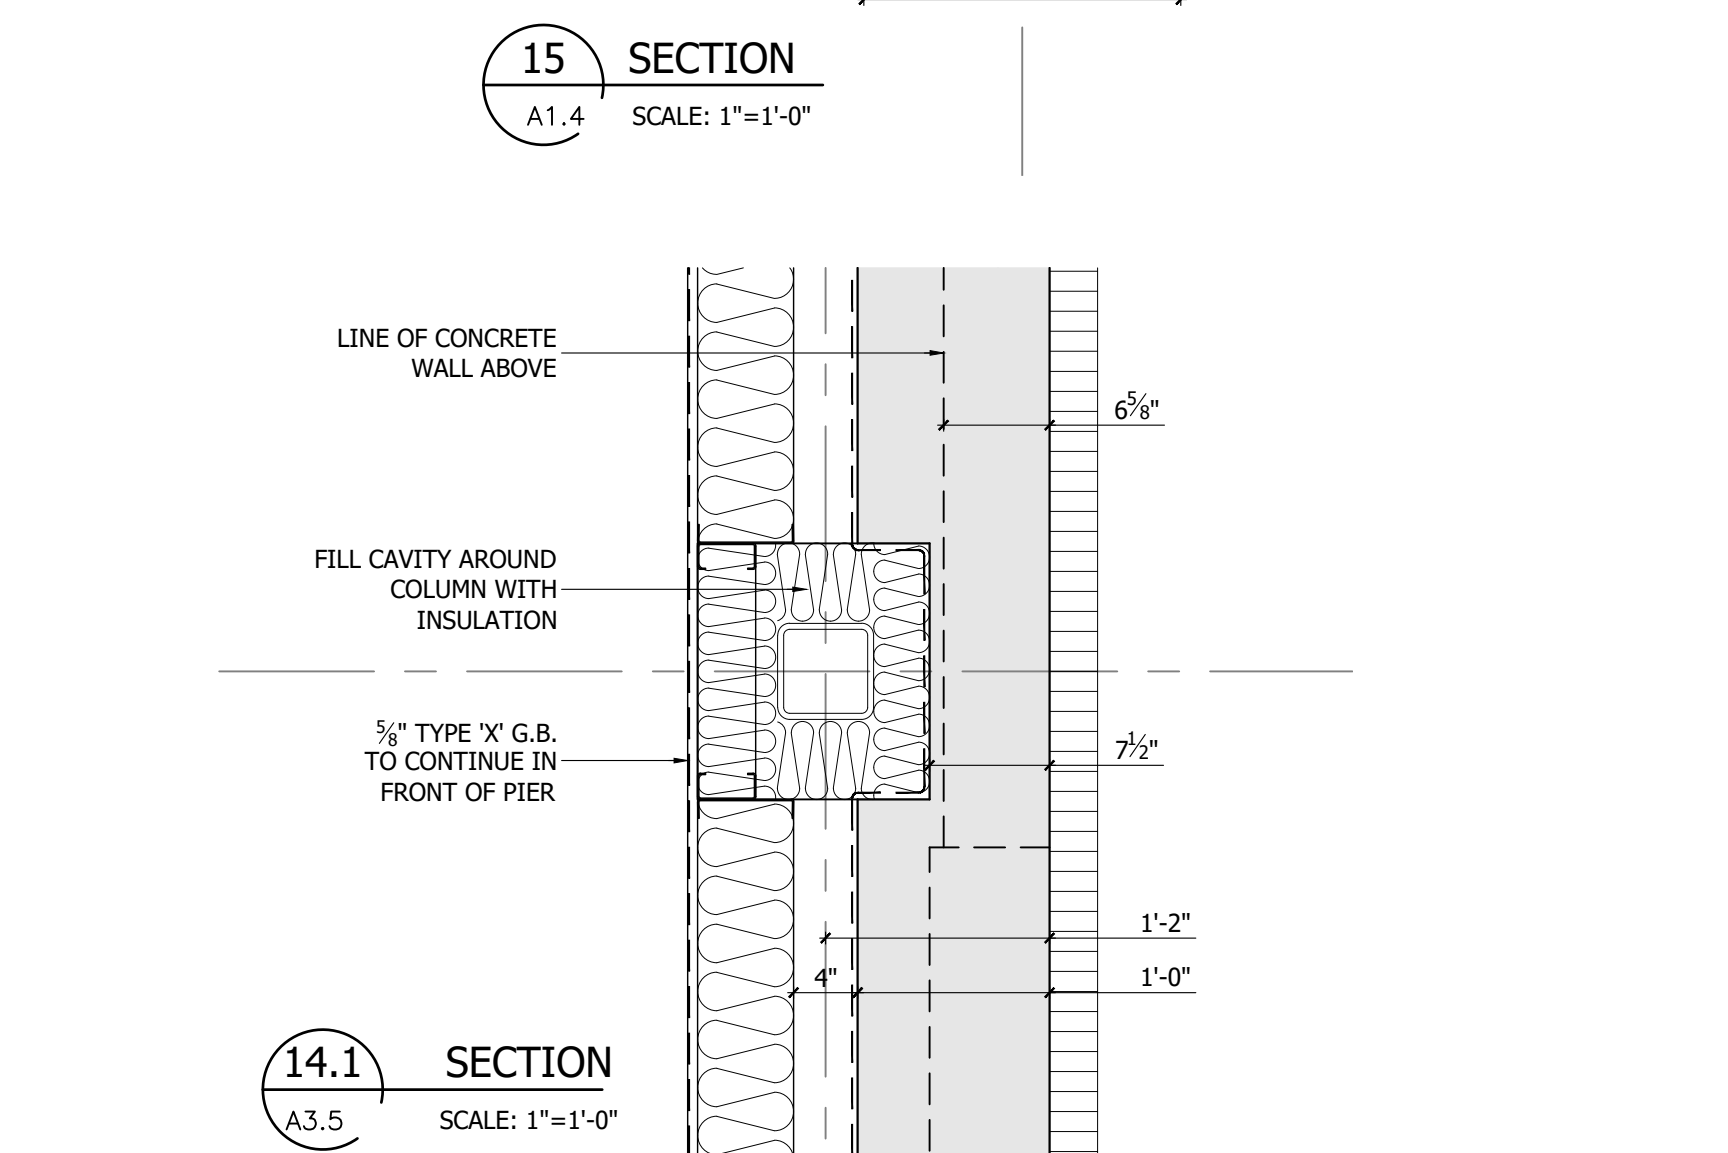 15 SECTION
A1.4 SCALE: 1"=1'-0"
LINE OF CONCRETE
WALL ABOVE
6⅝"
FILL CAVITY AROUND
COLUMN WITH
INSULATION
⅝" TYPE 'X' G.B.
TO CONTINUE IN
FRONT OF PIER
7½"
1'-2"
4" 1'-0"
14.1 SECTION
A3.5 SCALE: 1"=1'-0"